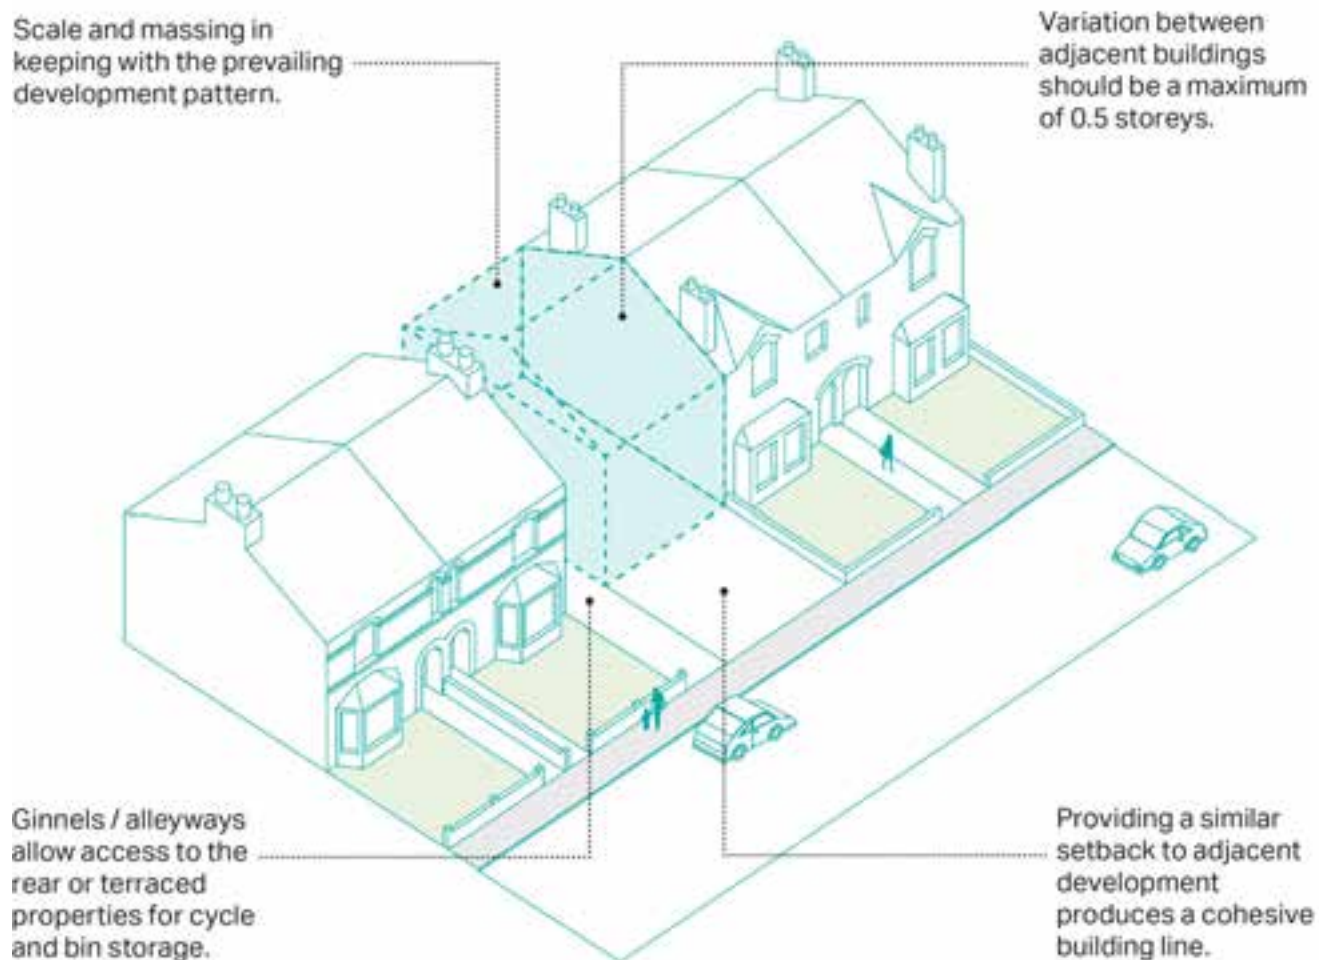 Scale and massing in
keeping with the prevailing
development pattern.
Variation between
adjacent buildings
should be a maximum
of 0.5 storeys.
Ginnels / alleyways
allow access to the
rear or terraced
properties for cycle
and bin storage.
Providing a similar
setback to adjacent
development
produces a cohesive
building line.